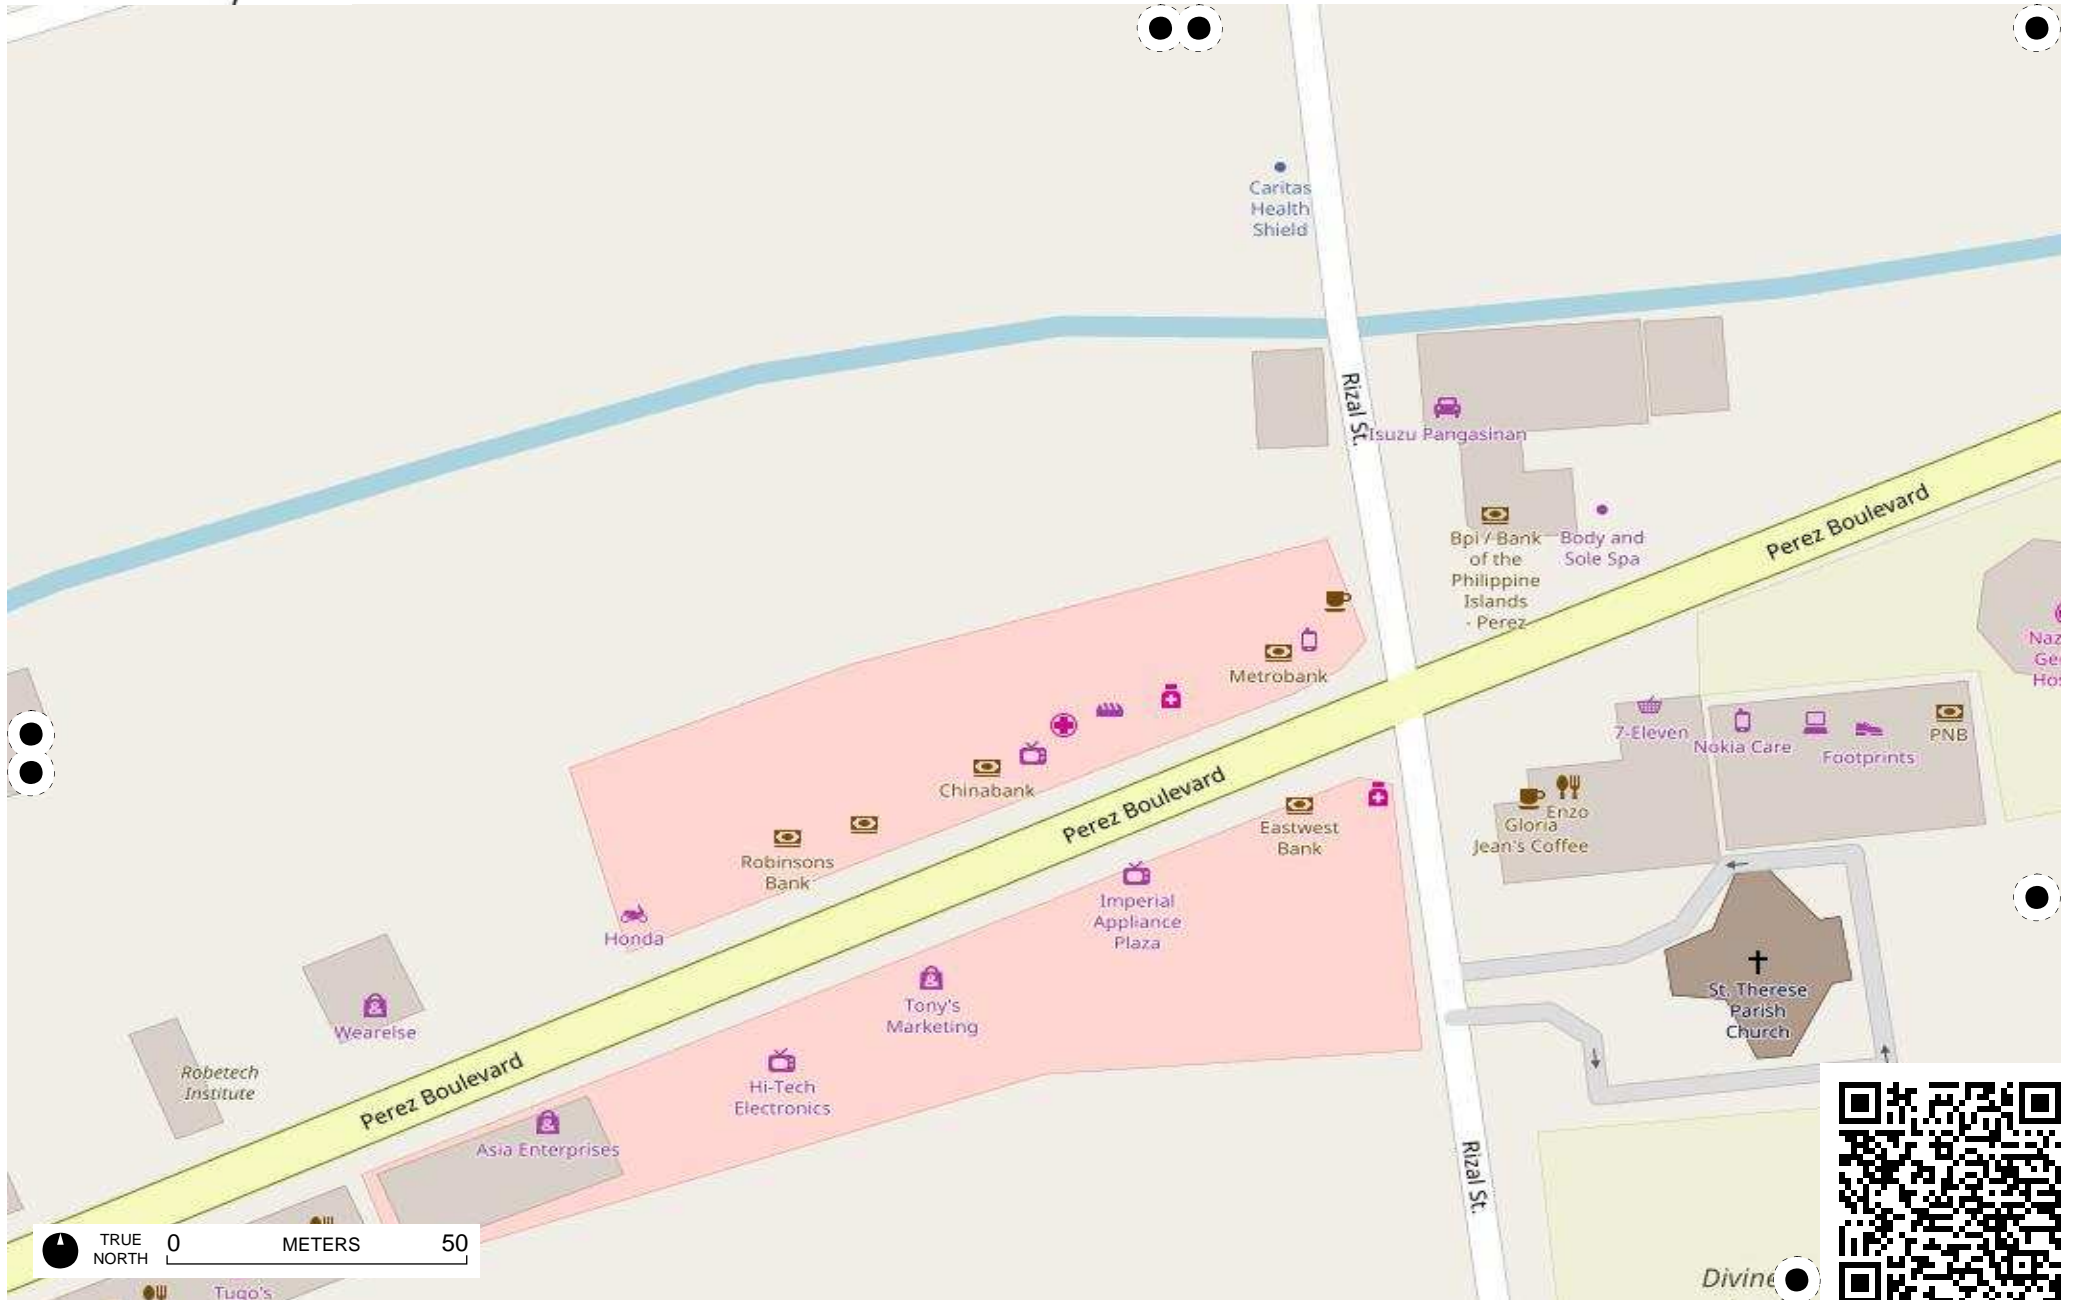 Caritas
Health
Shield
Rizal St.
Isuzu Pangasinan
Perez Boulevard
Bpi / Bank
of the
Philippine
Islands
- Perez
Body and
Sole Spa
Naz
Ge
Hos
Metrobank
7-Eleven
Nokia Care
Footprints
PNB
Chinabank
Perez Boulevard
Eastwest
Bank
Enzo
Gloria
Jean's Coffee
Robinsons
Bank
Imperial
Appliance
Plaza
Honda
Tony's
Marketing
St. Therese
Parish
Church
Wearelse
Robetech
Institute
Perez Boulevard
Hi-Tech
Electronics
Asia Enterprises
Rizal St.
TRUE
NORTH
0 METERS 50
Tugo's
Divine